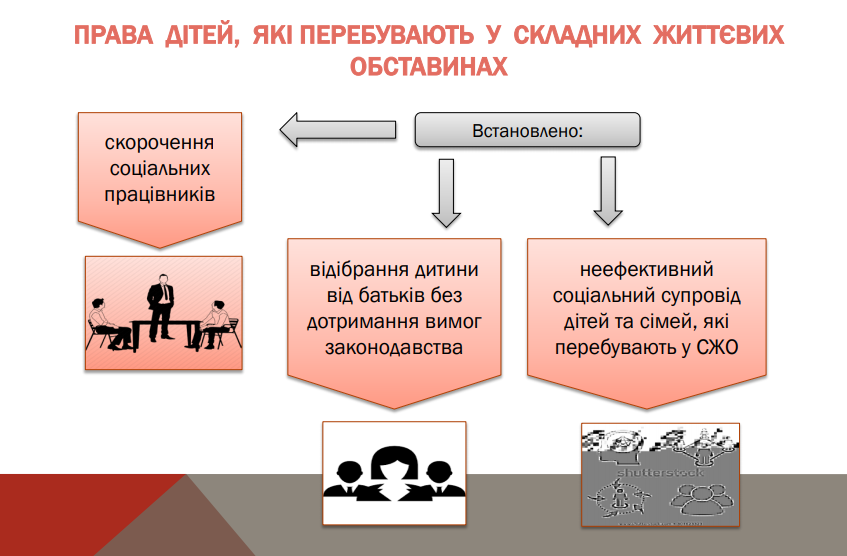 ПРАВА ДІТЕЙ, ЯКІ ПЕРЕБУВАЮТЬ У СКЛАДНИХ ЖИТТЄВИХ
ОБСТАВИНАХ
Встановлено:
скорочення
соціальних
працівників
відібрання дитини
від батьків без
дотримання вимог
законодавства
неефективний
соціальний супровід
дітей та сімей, які
перебувають у СЖО
shutterstock